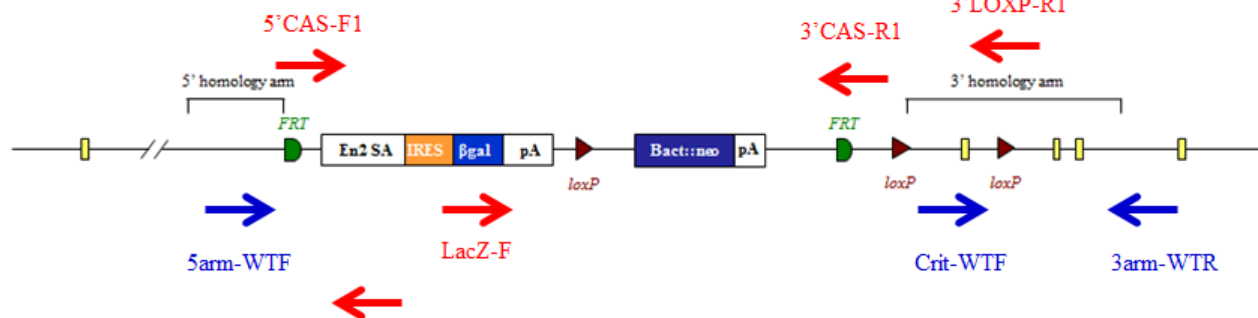 3'LOXP-R1
5'CAS-F1
3'CAS-R1
5' homology arm
3' homology arm
FRT
FRT
En2 SA IRES βgal pA
Bact::neo pA
loxP
loxP
loxP
5arm-WTF
LacZ-F
Crit-WTF
3arm-WTR